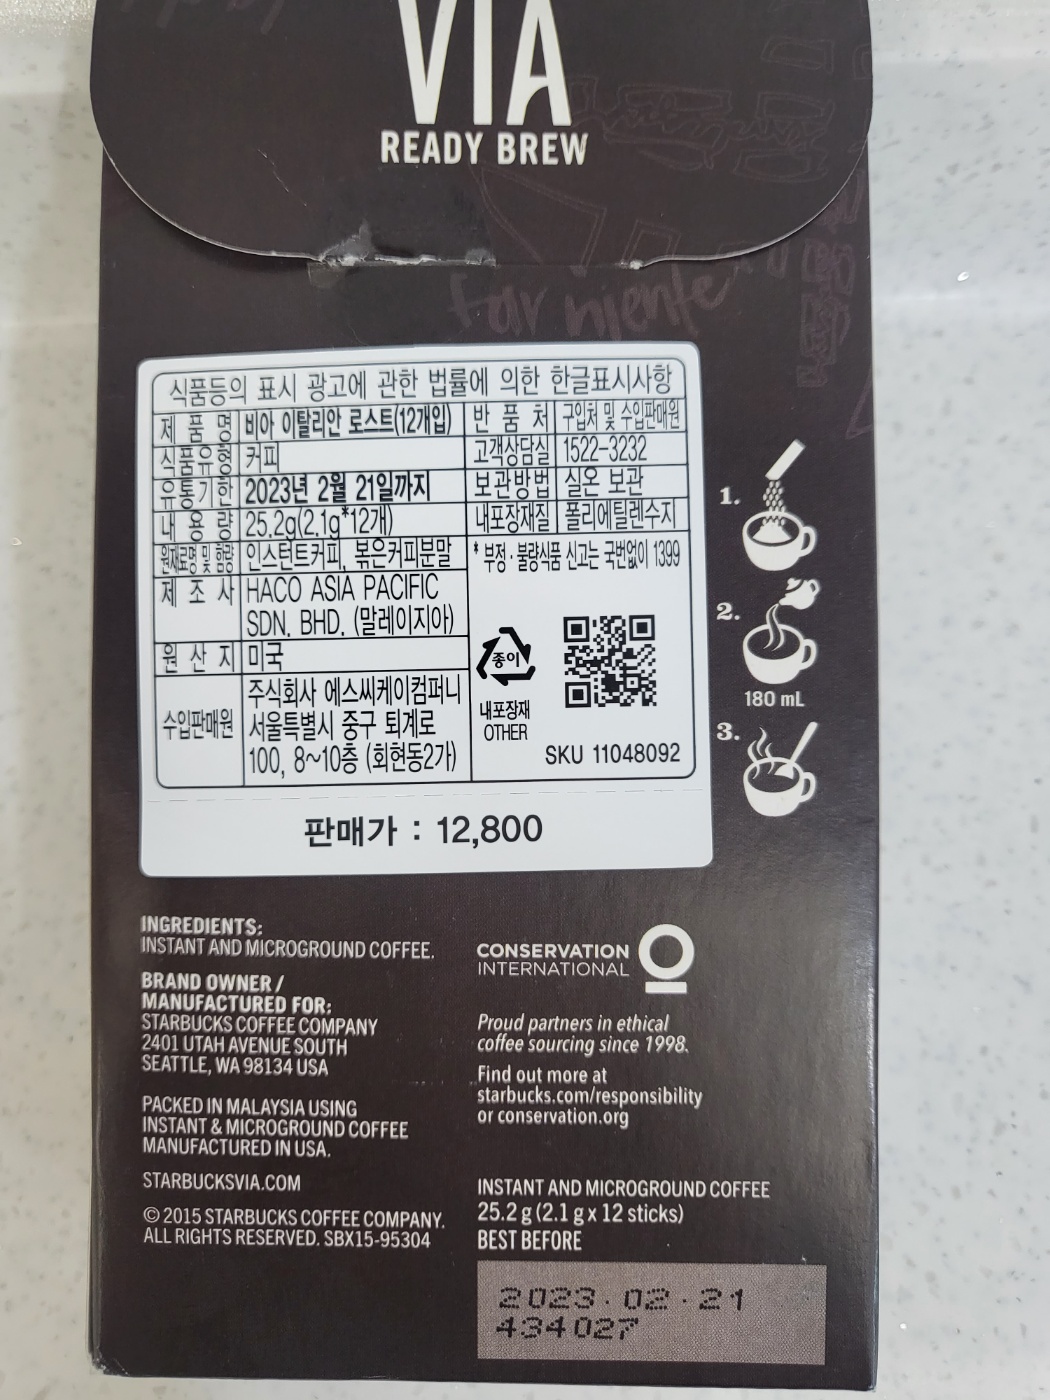 VIA
READY BREW
far niente
식품등의 표시 광고에 관한 법률에 의한 한글표시사항
제 품 명 비아 이탈리안 로스트(12개입) 반 품 처 구입처 및 수입판매원
식품유형 커피 고객상담실 1522-3232
유통기한 2023년 2월 21일까지 보관방법 실온 보관
내 용 량 25.2g(2.1g*12개) 내포장재질 폴리에틸렌수지
원재료명 및 함량 인스턴트커피, 볶은커피분말 * 부정·불량식품 신고는 국번없이 1399
제 조 사 HACO ASIA PACIFIC
SDN. BHD. (말레이지아)
원 산 지 미국
수입판매원 주식회사 에스씨케이컴퍼니
서울특별시 중구 퇴계로
100, 8~10층 (회현동2가)
종이
내포장재
OTHER
SKU 11048092
판매가 : 12,800
1.
2.
180 mL
3.
INGREDIENTS:
INSTANT AND MICROGROUND COFFEE.
BRAND OWNER /
MANUFACTURED FOR:
STARBUCKS COFFEE COMPANY
2401 UTAH AVENUE SOUTH
SEATTLE, WA 98134 USA
PACKED IN MALAYSIA USING
INSTANT & MICROGROUND COFFEE
MANUFACTURED IN USA.
STARBUCKSVIA.COM
© 2015 STARBUCKS COFFEE COMPANY.
ALL RIGHTS RESERVED. SBX15-95304
CONSERVATION
INTERNATIONAL
Proud partners in ethical
coffee sourcing since 1998.
Find out more at
starbucks.com/responsibility
or conservation.org
INSTANT AND MICROGROUND COFFEE
25.2 g (2.1 g x 12 sticks)
BEST BEFORE
2023.02.21
434027